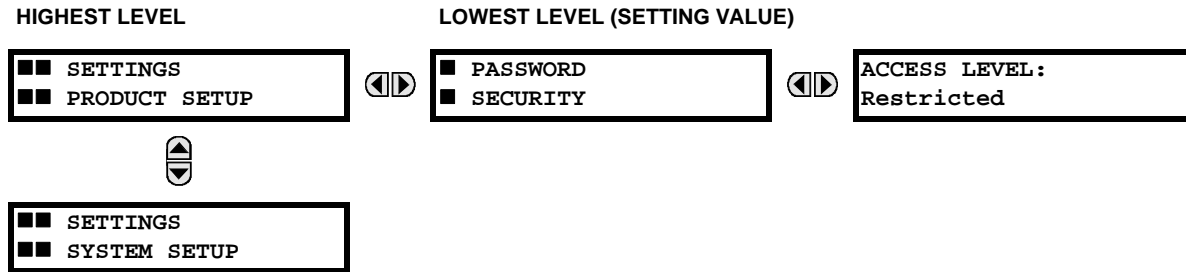 HIGHEST LEVEL
LOWEST LEVEL (SETTING VALUE)
■■ SETTINGS
■■ PRODUCT SETUP
■ PASSWORD
■ SECURITY
ACCESS LEVEL:
Restricted
■■ SETTINGS
■■ SYSTEM SETUP